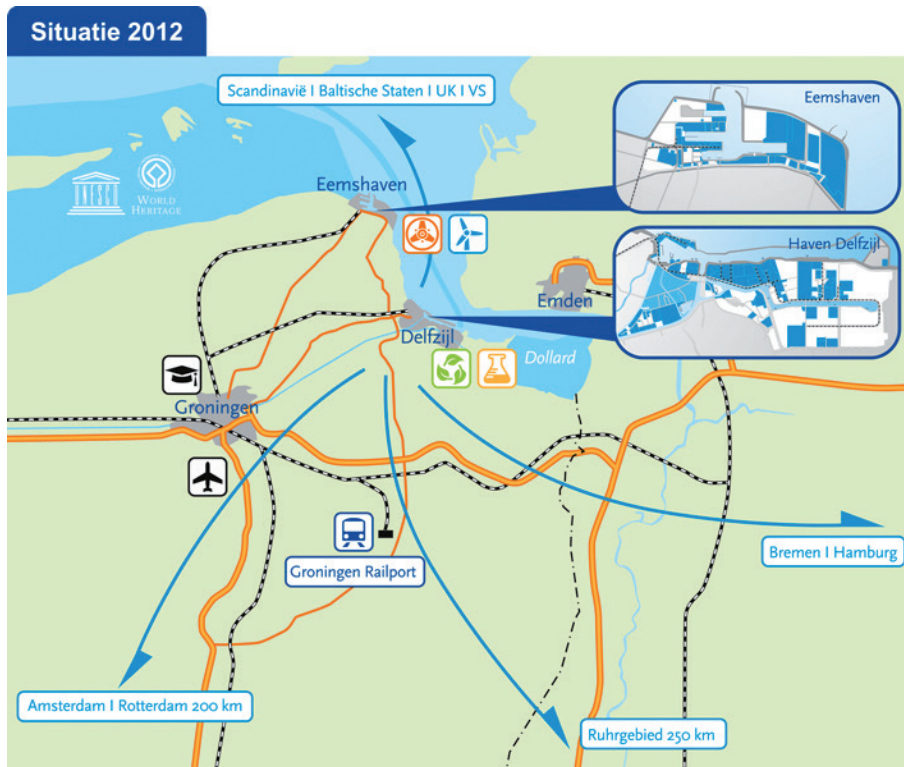 Situatie 2012
Scandinavië I Baltische Staten I UK I VS
Eemshaven
UNESCO
WORLD
HERITAGE
Eemshaven
Haven Delfzijl
Emden
Delfzijl
Dollard
Groningen
Groningen Railport
Bremen I Hamburg
Amsterdam I Rotterdam 200 km
Ruhrgebied 250 km